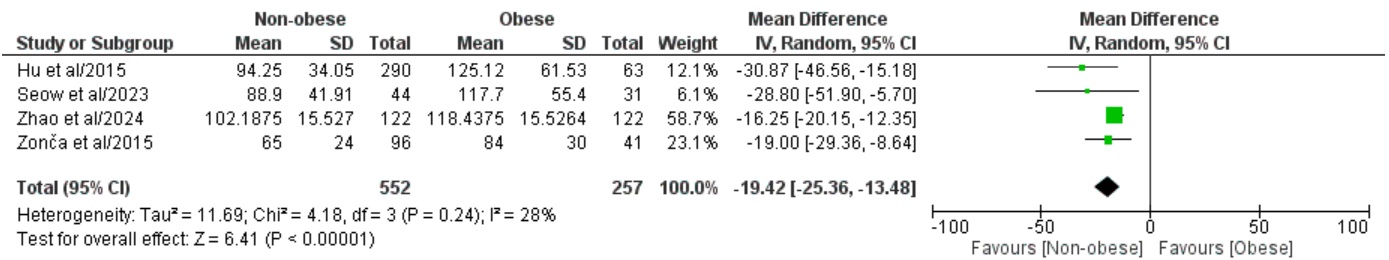 Non-obese Obese Mean Difference Mean Difference
Study or Subgroup Mean SD Total Mean SD Total Weight IV, Random, 95% CI IV, Random, 95% CI
Hu et al/2015 94.25 34.05 290 125.12 61.53 63 12.1% -30.87 [-46.56, -15.18]
Seow et al/2023 88.9 41.91 44 117.7 55.4 31 6.1% -28.80 [-51.90, -5.70]
Zhao et al/2024 102.1875 15.527 122 118.4375 15.5264 122 58.7% -16.25 [-20.15, -12.35]
Zonča et al/2015 65 24 96 84 30 41 23.1% -19.00 [-29.36, -8.64]
Total (95% CI) 552 257 100.0% -19.42 [-25.36, -13.48]
Heterogeneity: Tau² = 11.69; Chi² = 4.18, df = 3 (P = 0.24); I² = 28%
Test for overall effect: Z = 6.41 (P < 0.00001)
-100 -50 0 50 100
Favours [Non-obese] Favours [Obese]